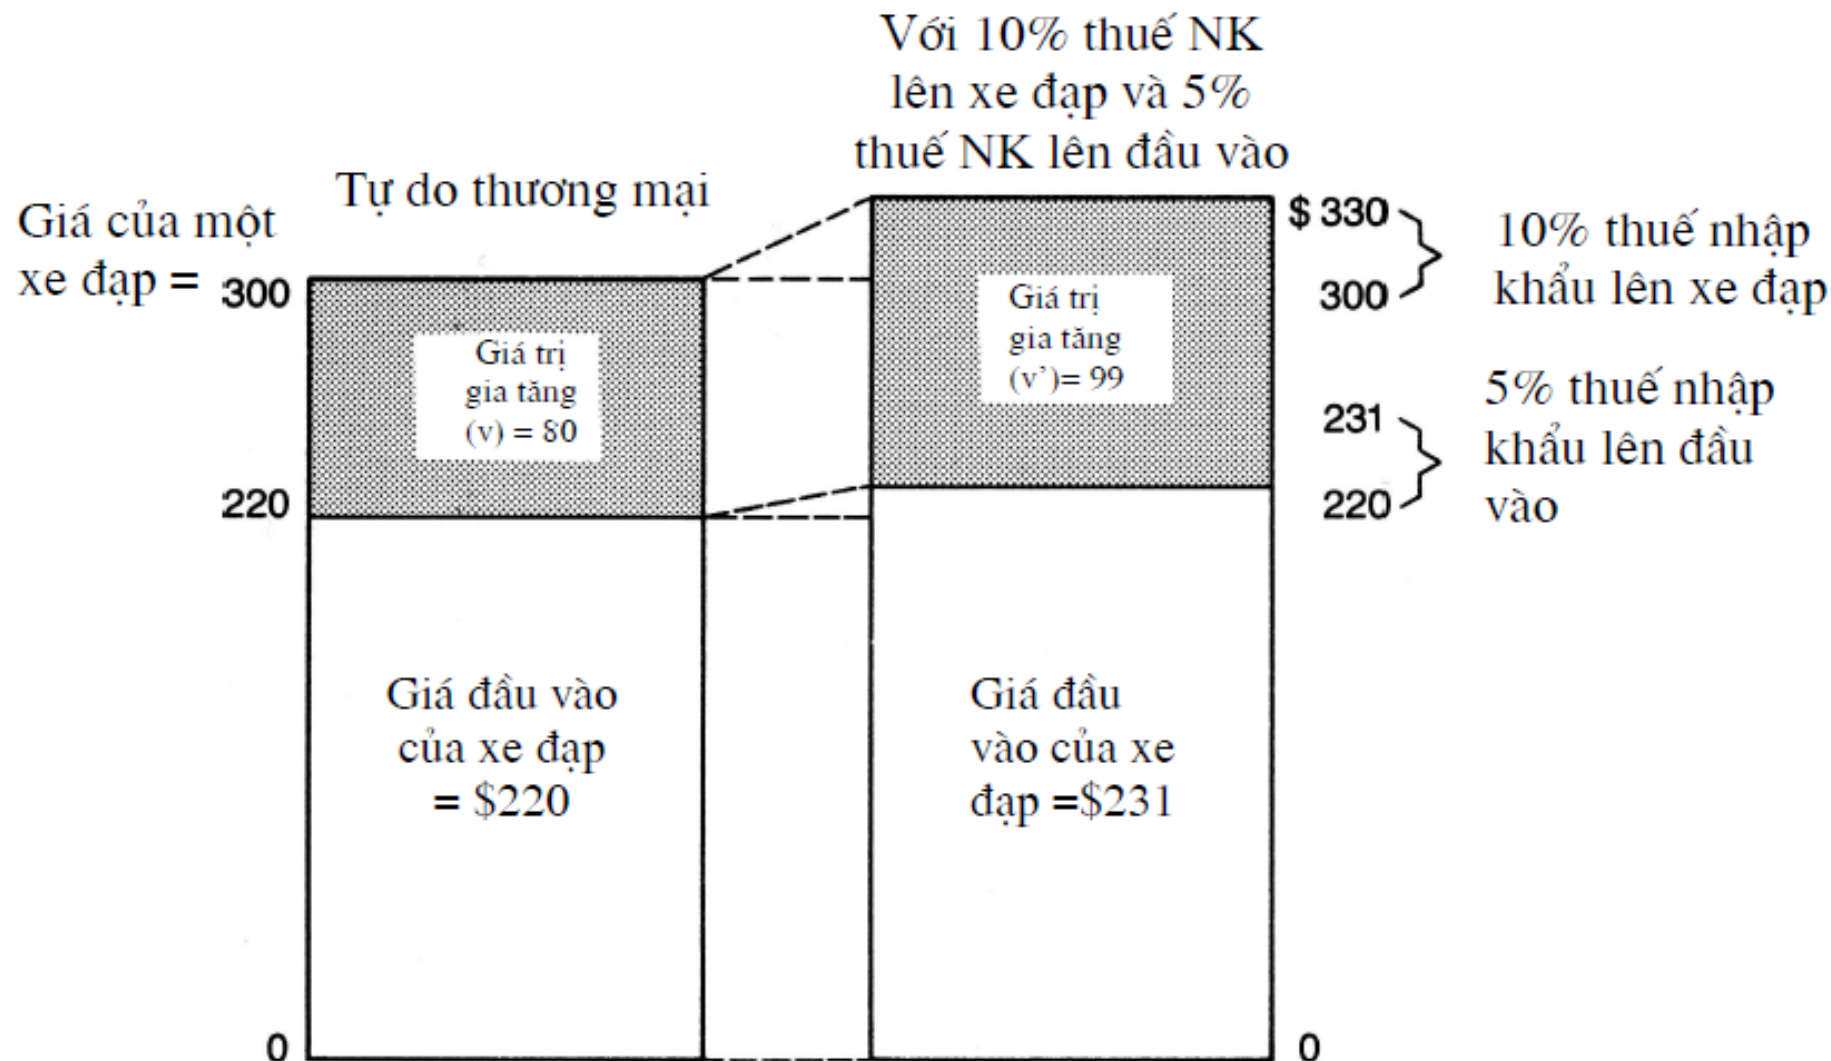 Với 10% thuế NK
lên xe đạp và 5%
thuế NK lên đầu vào
Tự do thương mại
Giá của một
xe đạp =
300
220
0
Giá trị
gia tăng
(v) = 80
Giá đầu vào
của xe đạp
= $220
Giá trị
gia tăng
(v’)= 99
Giá đầu
vào của xe
đạp =$231
$ 330
300
231
220
0
10% thuế nhập
khẩu lên xe đạp
5% thuế nhập
khẩu lên đầu
vào